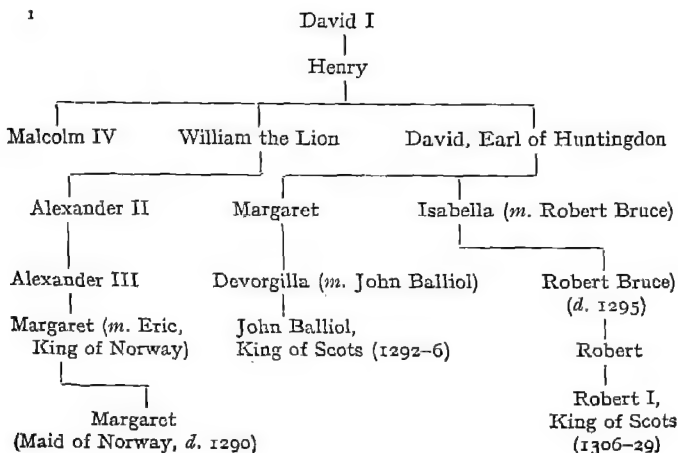 1
David I
Henry
Malcolm IV William the Lion David, Earl of Huntingdon
Alexander II Margaret Isabella (m. Robert Bruce)
Alexander III Devorgilla (m. John Balliol) Robert Bruce)
(d. 1295)
Margaret (m. Eric,
King of Norway)
John Balliol,
King of Scots (1292–6)
Robert
Margaret
(Maid of Norway, d. 1290)
Robert I,
King of Scots
(1306–29)